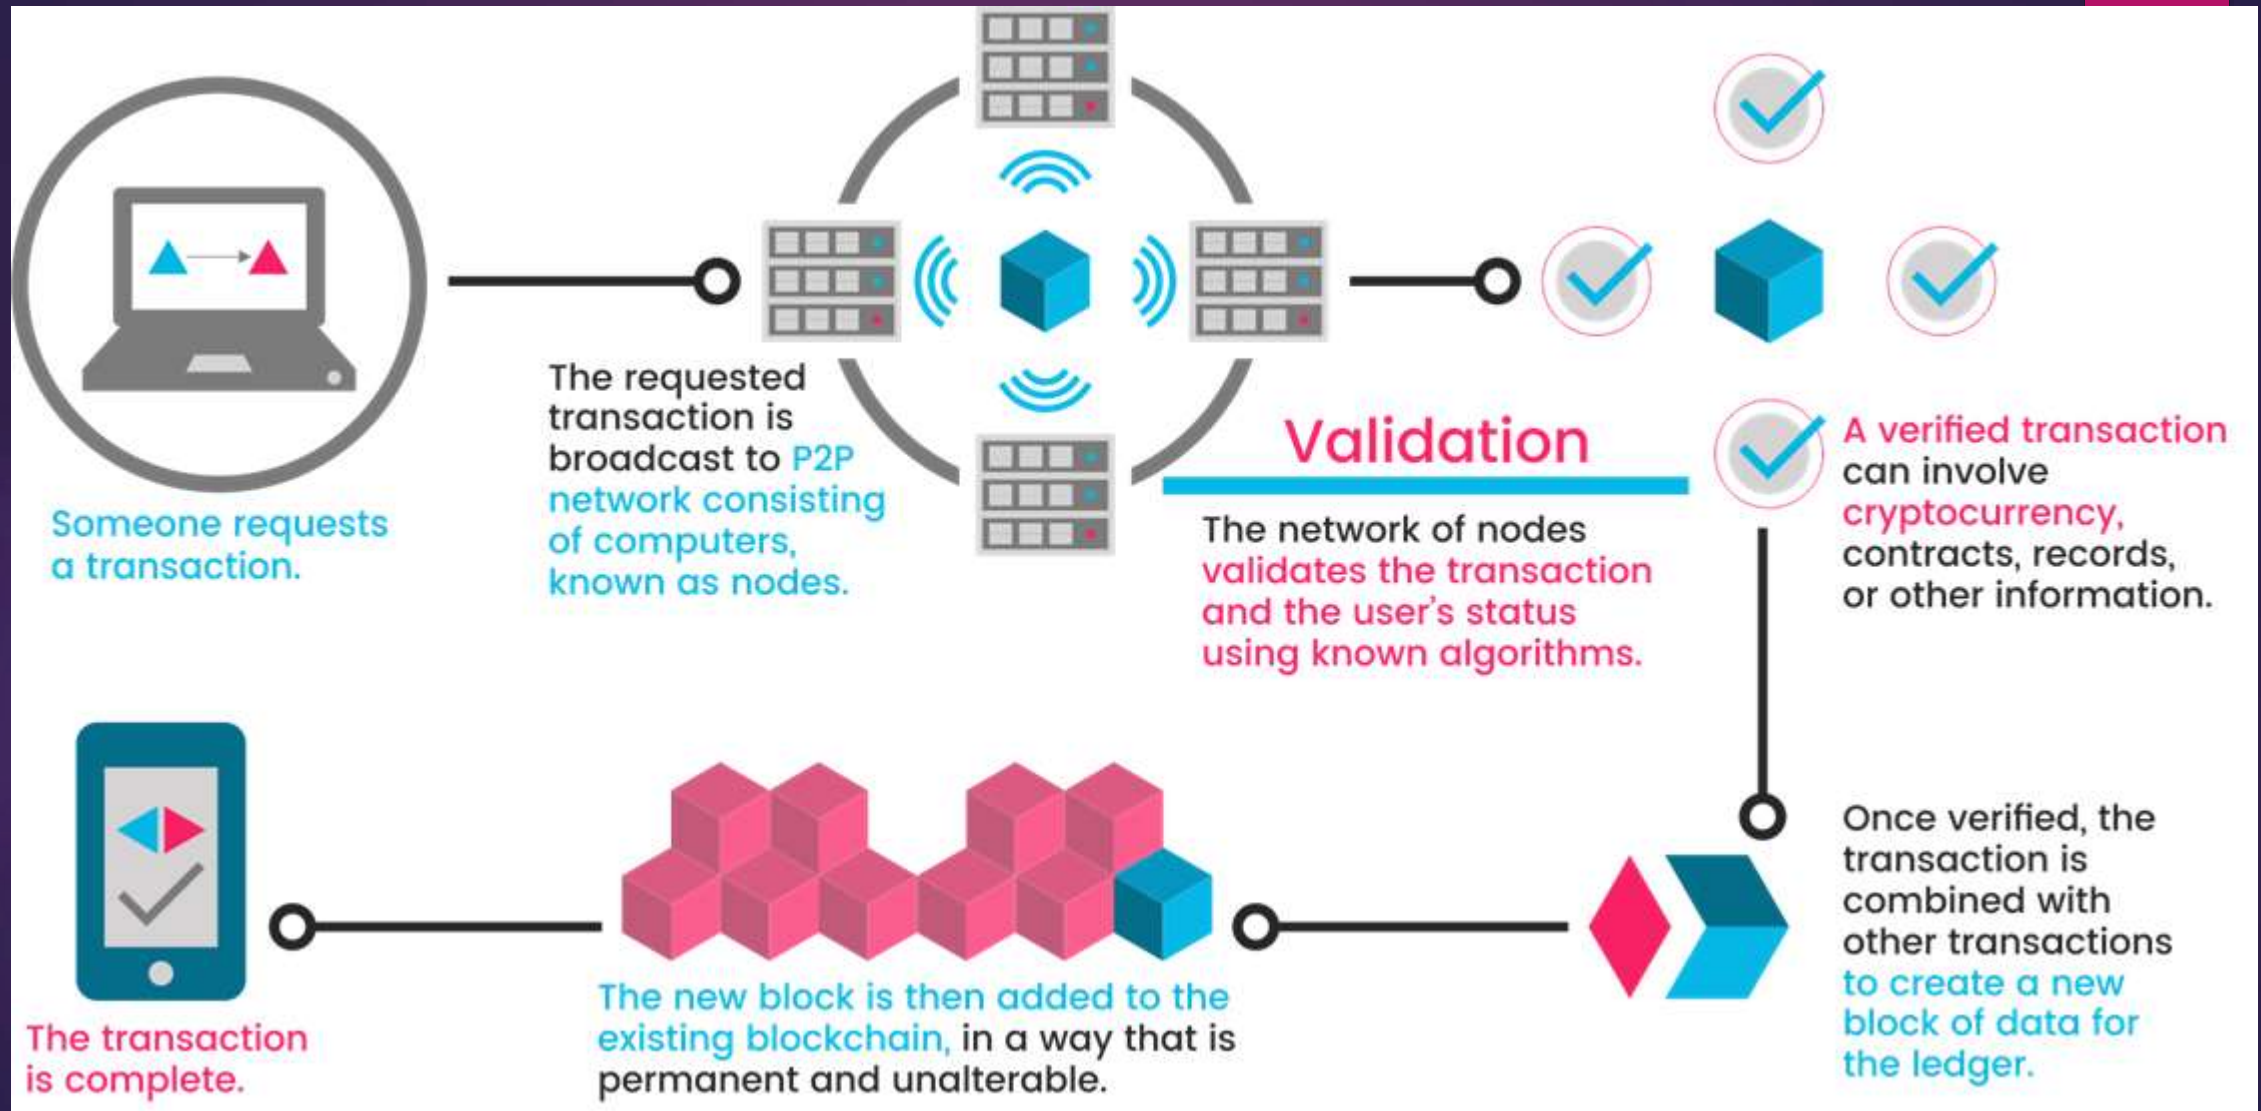 Someone requests
a transaction.
The requested
transaction is
broadcast to P2P
network consisting
of computers,
known as nodes.
Validation
The network of nodes
validates the transaction
and the user's status
using known algorithms.
A verified transaction
can involve
cryptocurrency,
contracts, records,
or other information.
Once verified, the
transaction is
combined with
other transactions
to create a new
block of data for
the ledger.
The new block is then added to the
existing blockchain, in a way that is
permanent and unalterable.
The transaction
is complete.